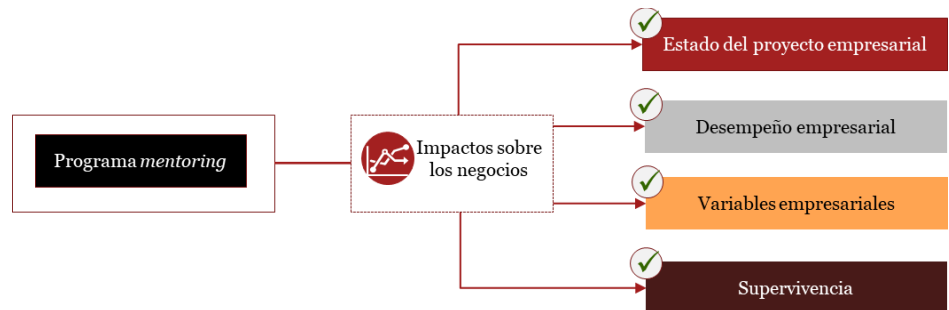 Programa mentoring
Impactos sobre
los negocios
Estado del proyecto empresarial
Desempeño empresarial
Variables empresariales
Supervivencia